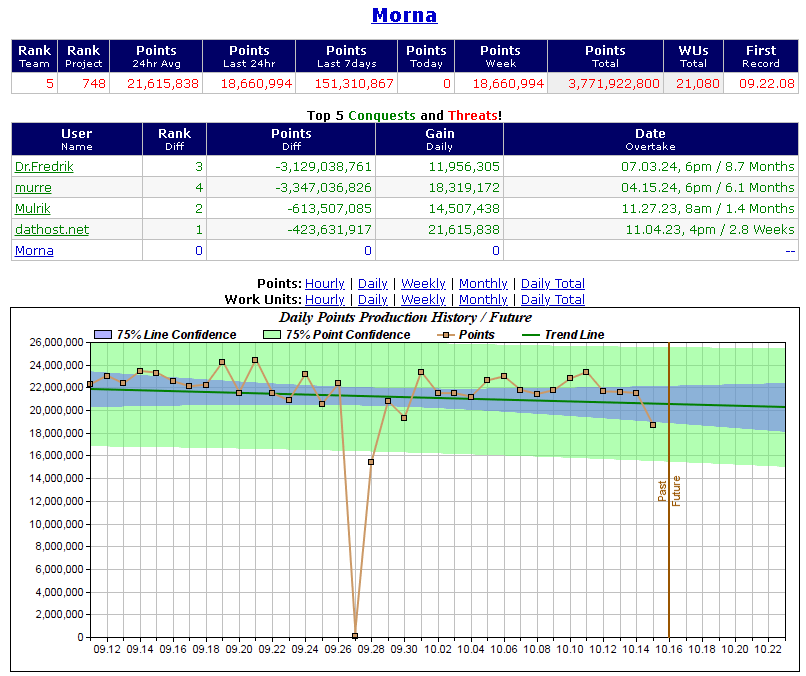 Morna
Rank Rank Points Points Points Points Points Points WUs First
Team Project 24hr Avg Last 24hr Last 7days Today Week Total Total Record
5 748 21,615,838 18,660,994 151,310,867 0 18,660,994 3,771,922,800 21,080 09.22.08
Top 5 Conquests and Threats!
User Rank Points Gain Date
Name Diff Diff Daily Overtake
Dr.Fredrik 3 -3,129,038,761 11,956,305 07.03.24, 6pm / 8.7 Months
murre 4 -3,347,036,826 18,319,172 04.15.24, 6pm / 6.1 Months
Mulrik 2 -613,507,085 14,507,438 11.27.23, 8am / 1.4 Months
dathost.net 1 -423,631,917 21,615,838 11.04.23, 4pm / 2.8 Weeks
Morna 0 0 0 --
Points: Hourly | Daily | Weekly | Monthly | Daily Total
Work Units: Hourly | Daily | Weekly | Monthly | Daily Total
Daily Points Production History / Future
75% Line Confidence 75% Point Confidence Points Trend Line
26,000,000
24,000,000
22,000,000
20,000,000
18,000,000
16,000,000
14,000,000
12,000,000
10,000,000
8,000,000
6,000,000
4,000,000
2,000,000
0
Past
Future
09.12 09.14 09.16 09.18 09.20 09.22 09.24 09.26 09.28 09.30 10.02 10.04 10.06 10.08 10.10 10.12 10.14 10.16 10.18 10.20 10.22